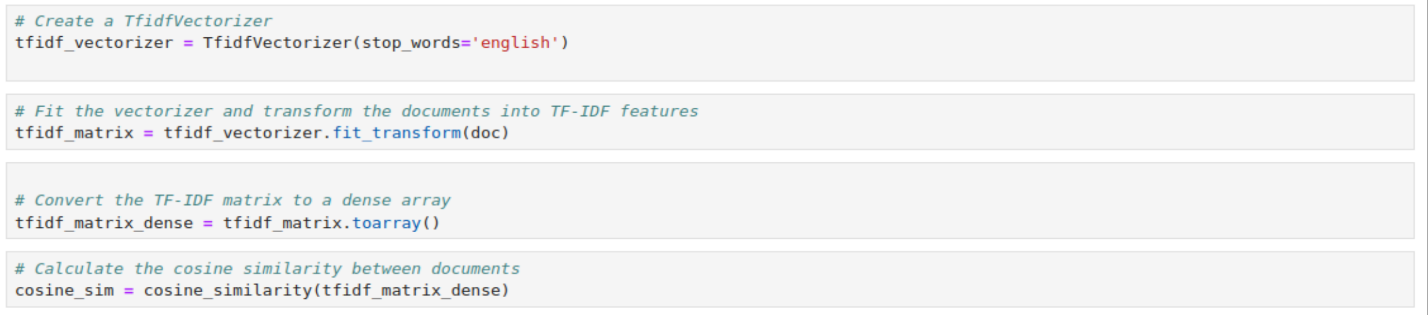 # Create a TfidfVectorizer
tfidf_vectorizer = TfidfVectorizer(stop_words='english')
# Fit the vectorizer and transform the documents into TF-IDF features
tfidf_matrix = tfidf_vectorizer.fit_transform(doc)
# Convert the TF-IDF matrix to a dense array
tfidf_matrix_dense = tfidf_matrix.toarray()
# Calculate the cosine similarity between documents
cosine_sim = cosine_similarity(tfidf_matrix_dense)